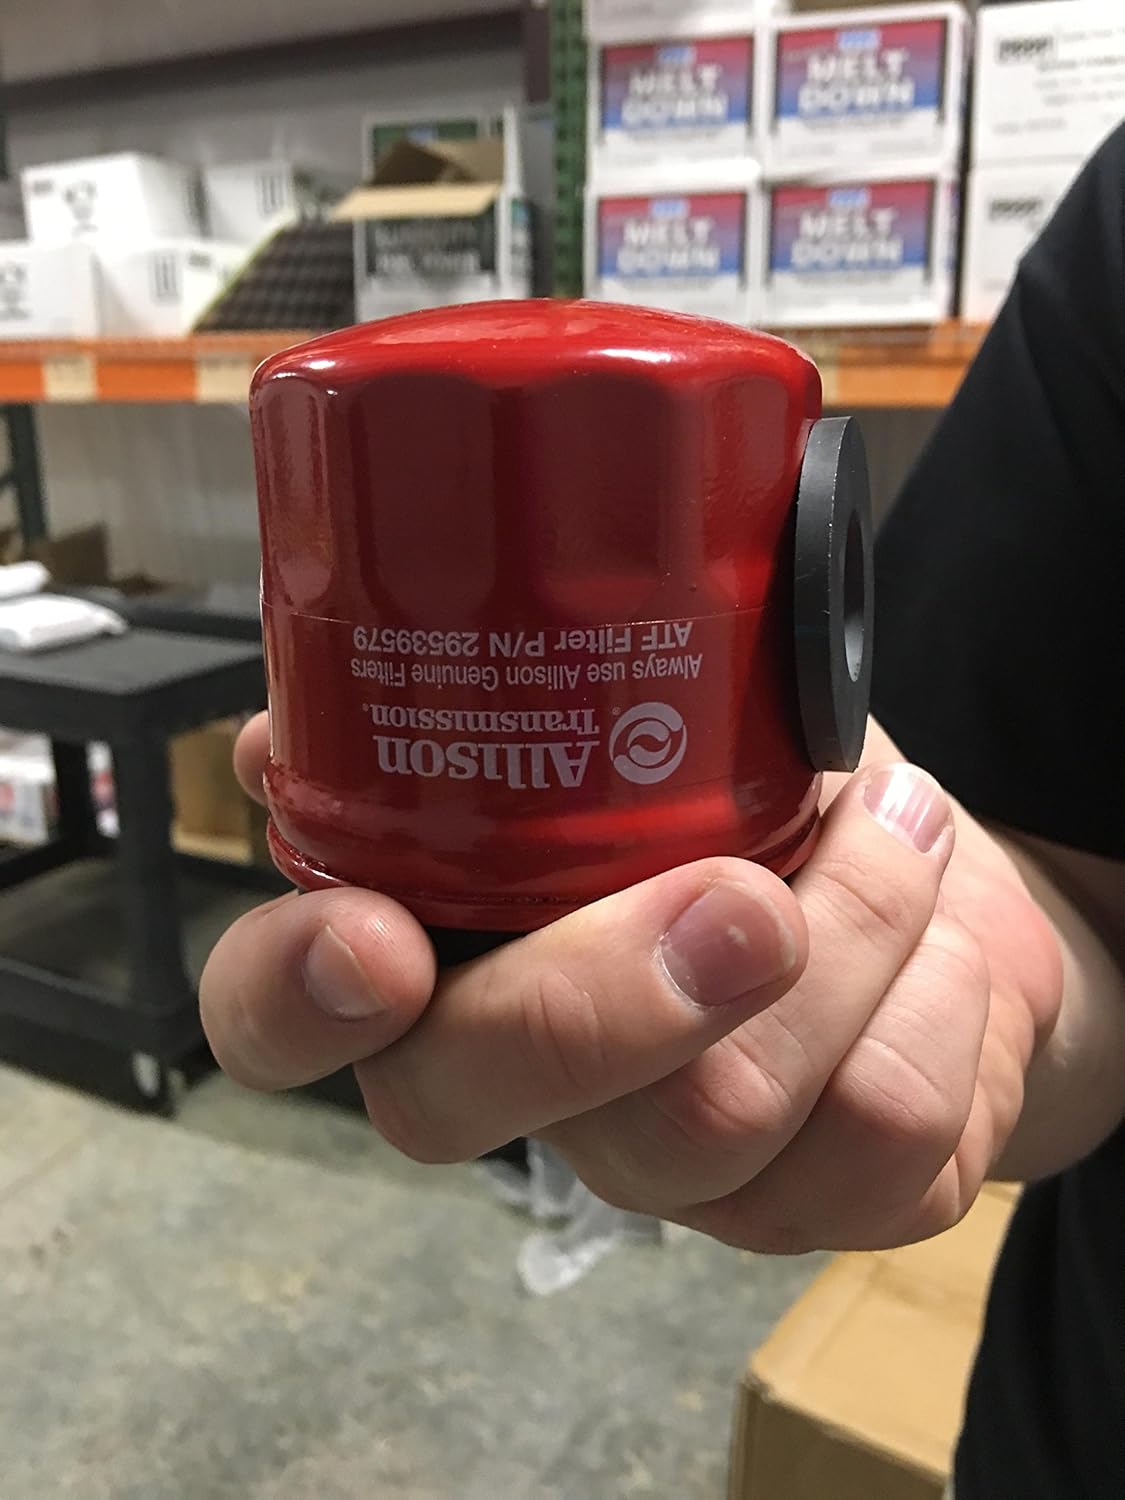 MELT
DOWN
MELT
DOWN
MELT
DOWN
MELT
DOWN
Allison
Transmission®
Always use Allison Genuine Filters
ATF Filter P/N 29539579